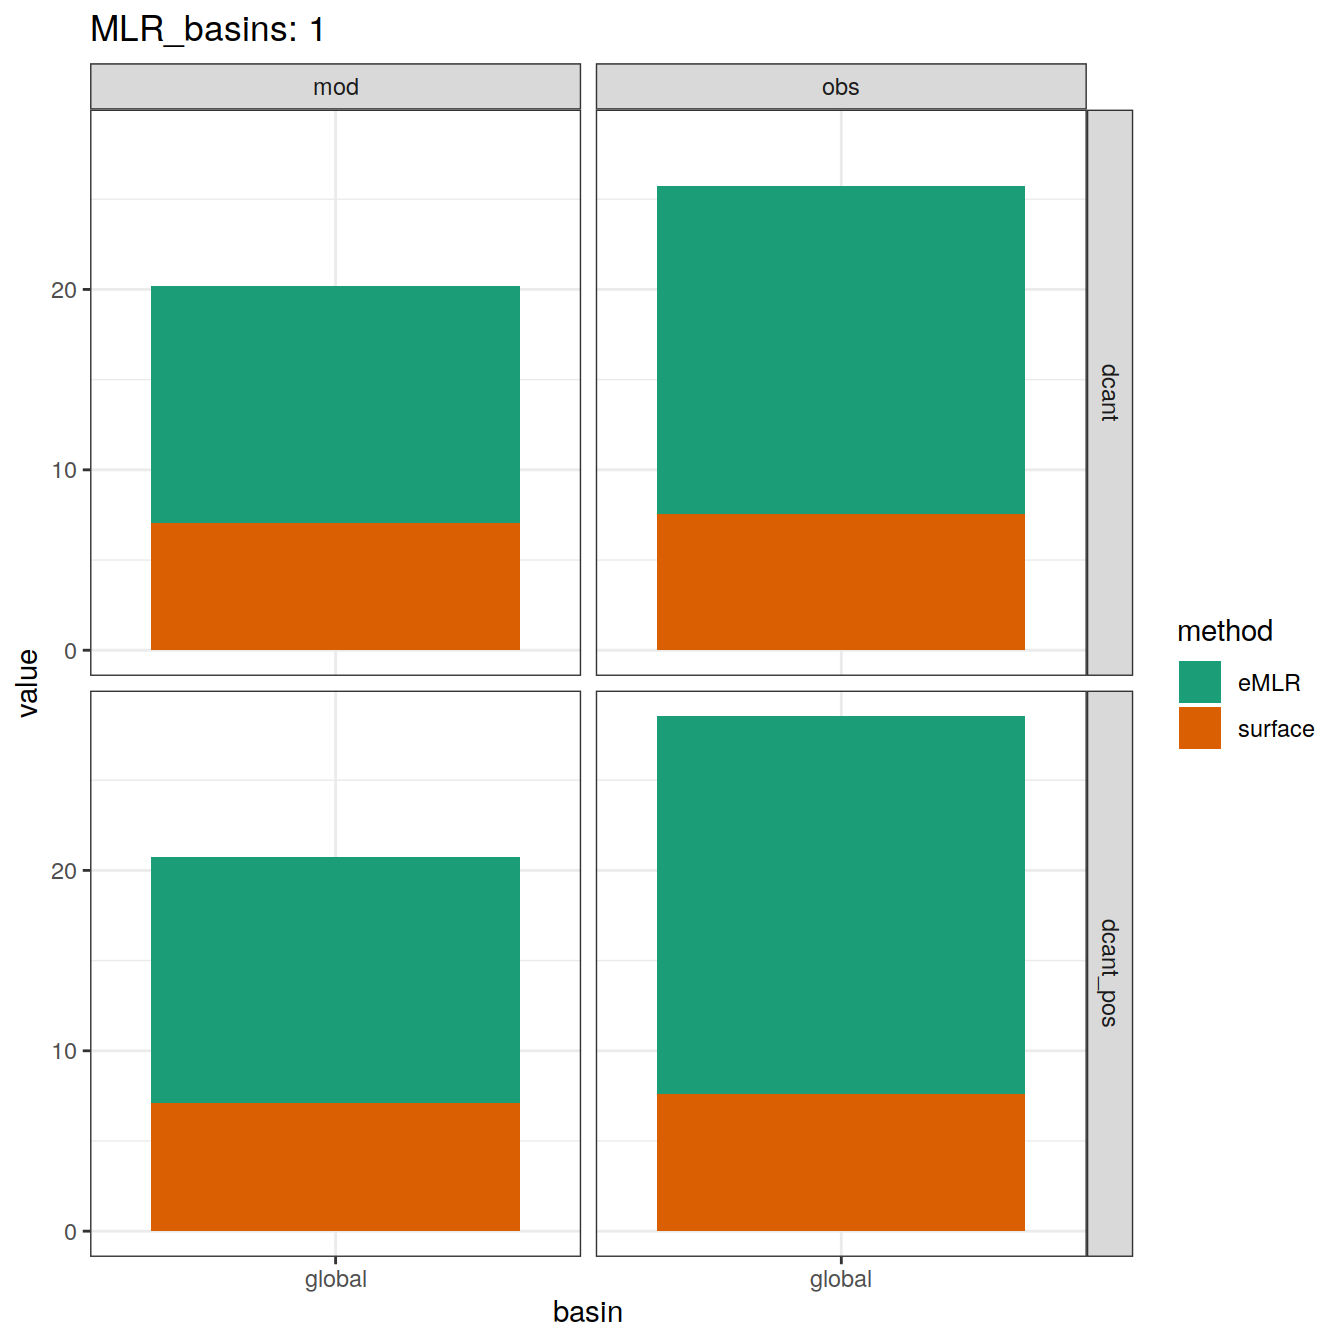 MLR_basins: 1
mod
obs
20
10
0
dcant
20
10
0
dcant_pos
value
global
global
basin
method
eMLR
surface